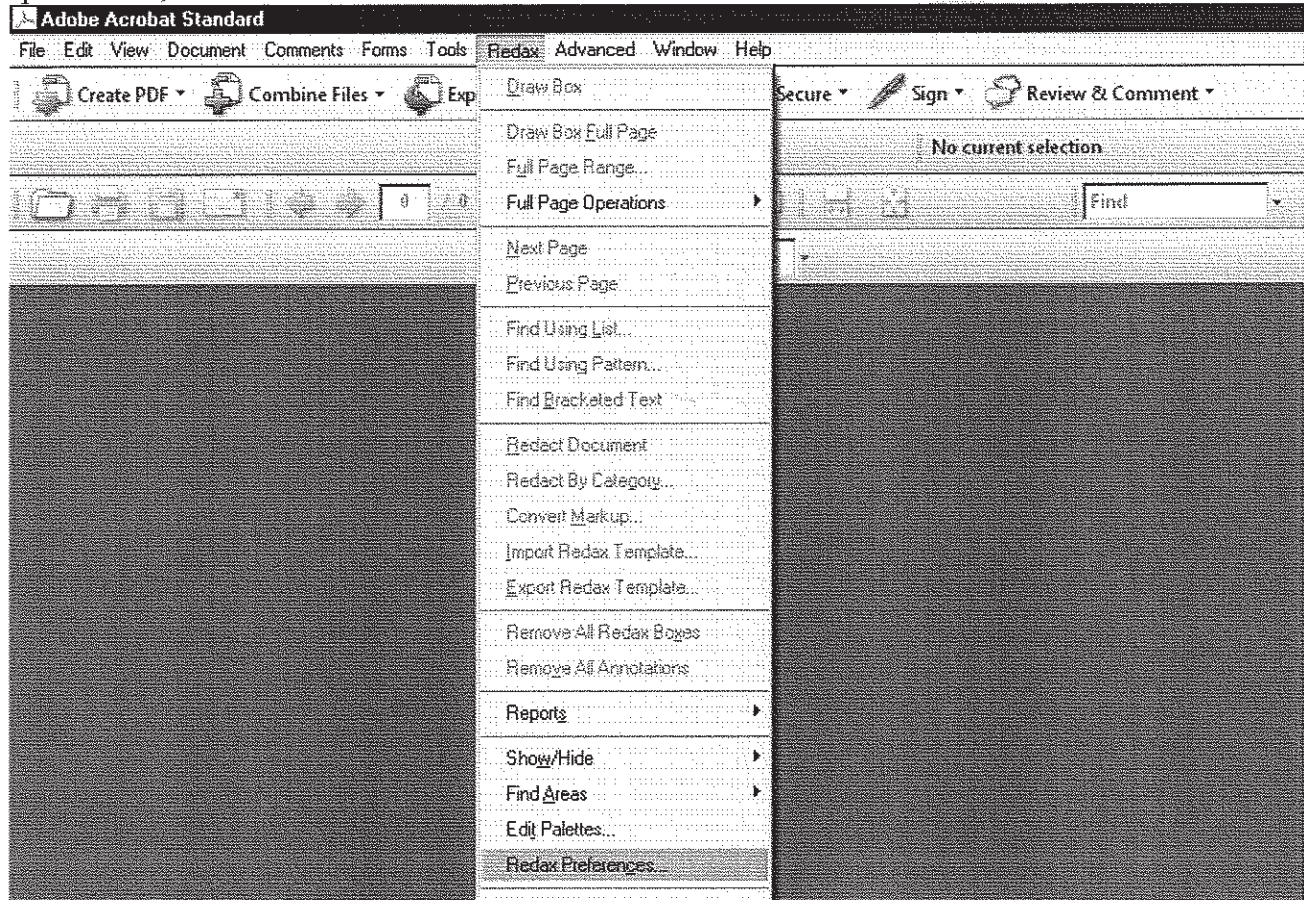 Adobe Acrobat Standard
File Edit View Document Comments Forms Tools Redax Advanced Window Help
Create PDF Combine Files Exp Secure Sign Review & Comment
No current selection
0 / 0 Find
Draw Box
Draw Box Full Page
Full Page Range...
Full Page Operations
Next Page
Previous Page
Find Using List...
Find Using Pattern...
Find Bracketed Text
Redact Document
Redact By Category...
Convert Markup...
Import Redax Template...
Export Redax Template...
Remove All Redax Boxes
Remove All Annotations
Reports
Show/Hide
Find Areas
Edit Palettes...
Redax Preferences...